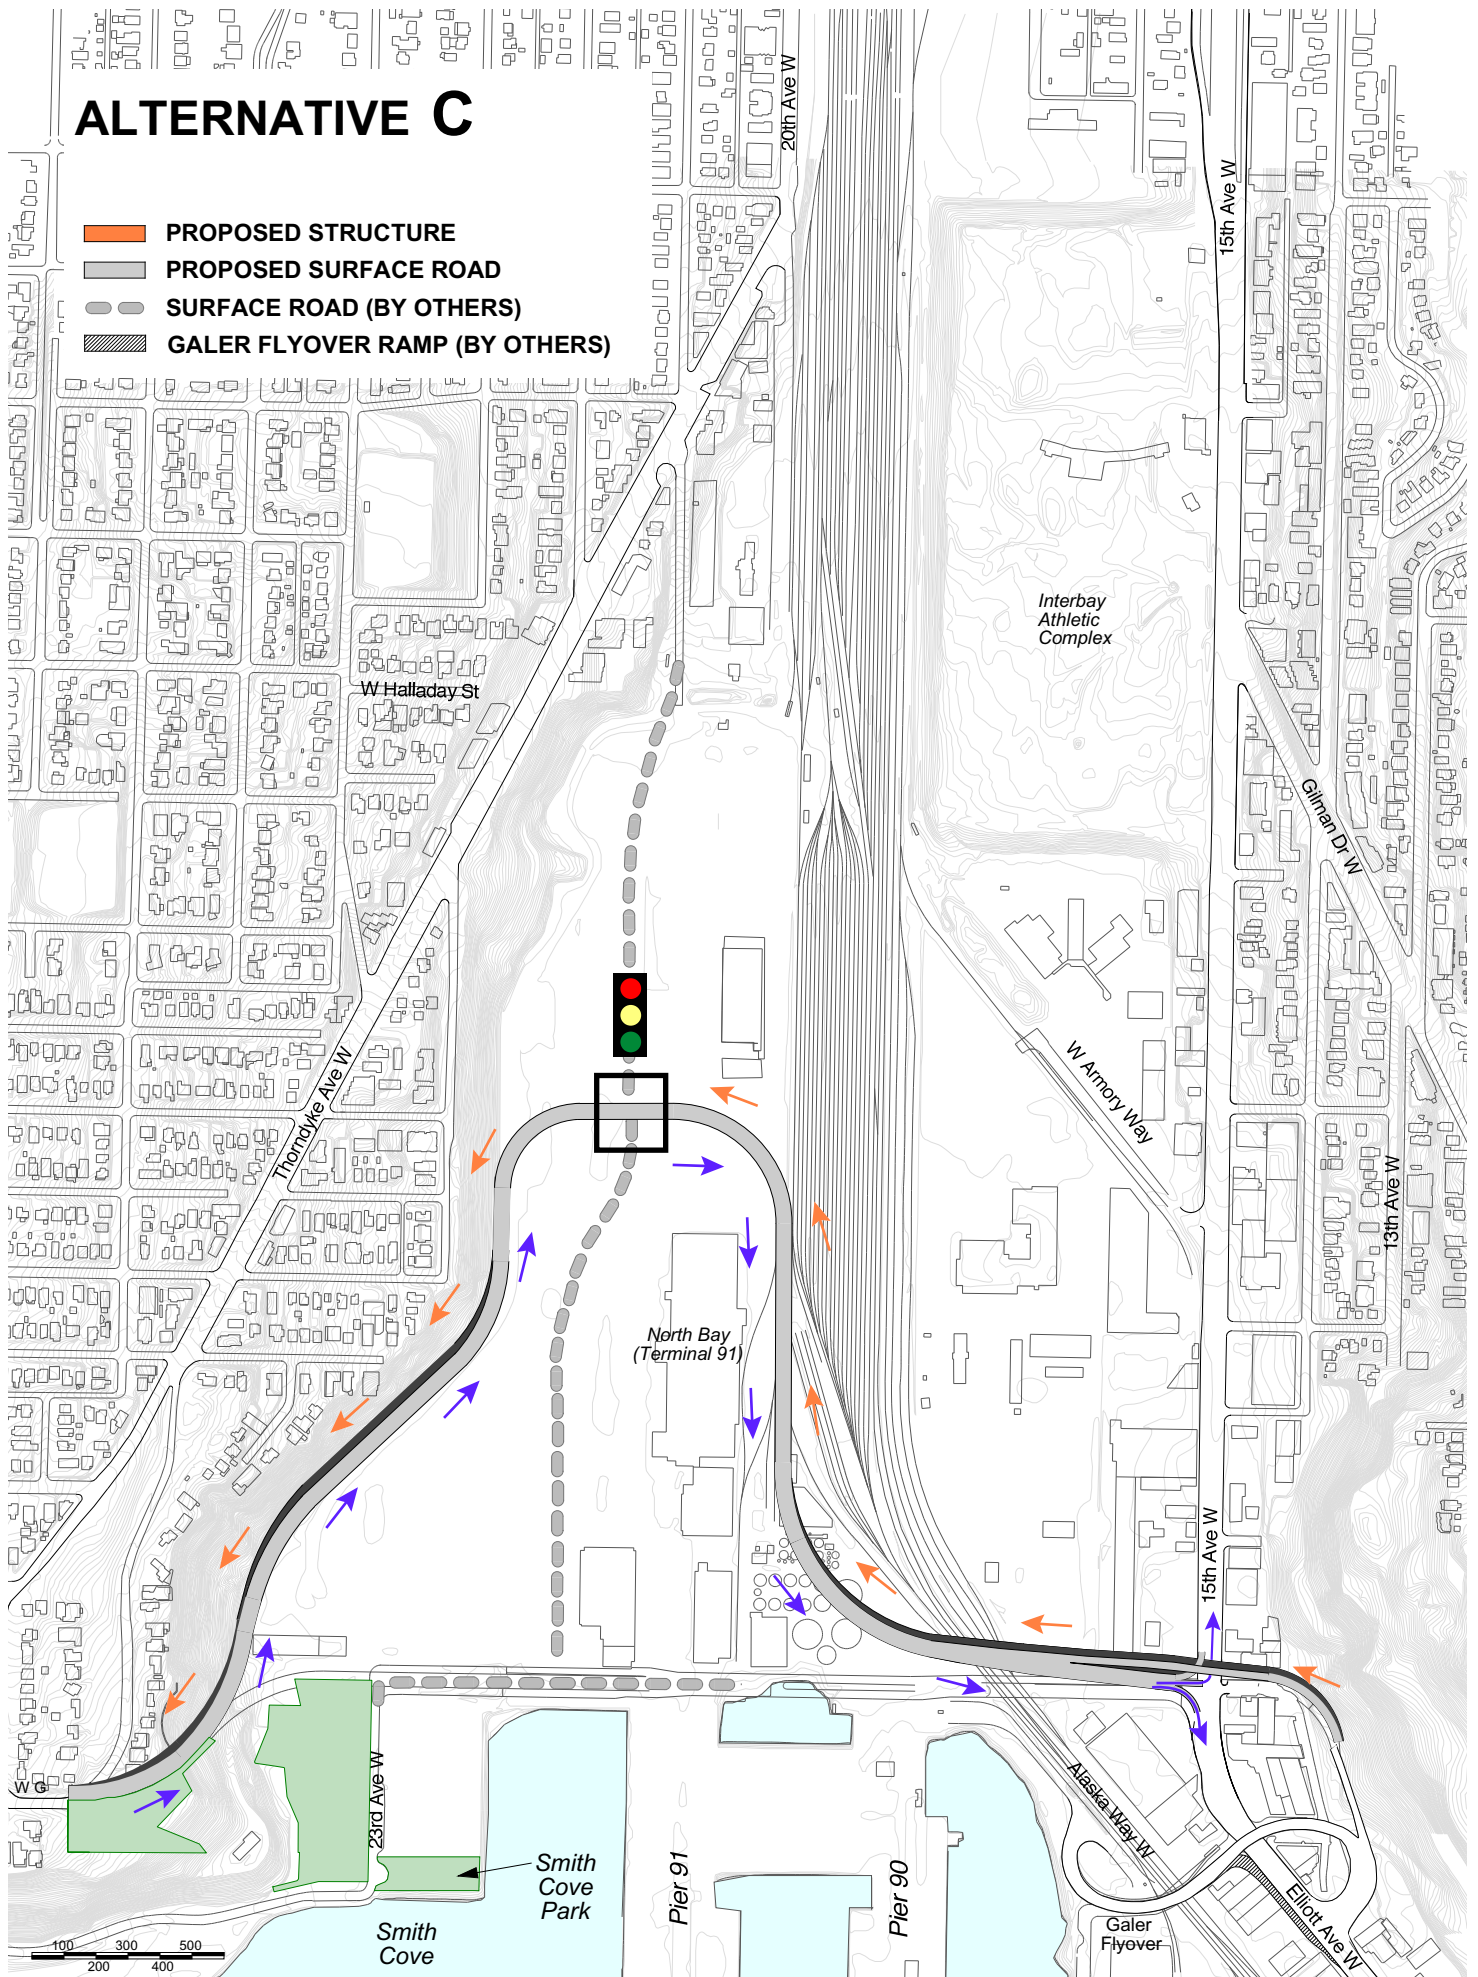 ALTERNATIVE C
PROPOSED STRUCTURE
PROPOSED SURFACE ROAD
SURFACE ROAD (BY OTHERS)
GALER FLYOVER RAMP (BY OTHERS)
20th Ave W
15th Ave W
Interbay
Athletic
Complex
W Halladay St
Gilman Dr W
Thorndyke Ave W
W Armory Way
13th Ave W
North Bay
(Terminal 91)
15th Ave W
W G
23rd Ave W
Alaska Way W
Smith
Cove
Park
Pier 91
Pier 90
Elliott Ave W
Smith
Cove
Galer
Flyover
100 300 500
200 400